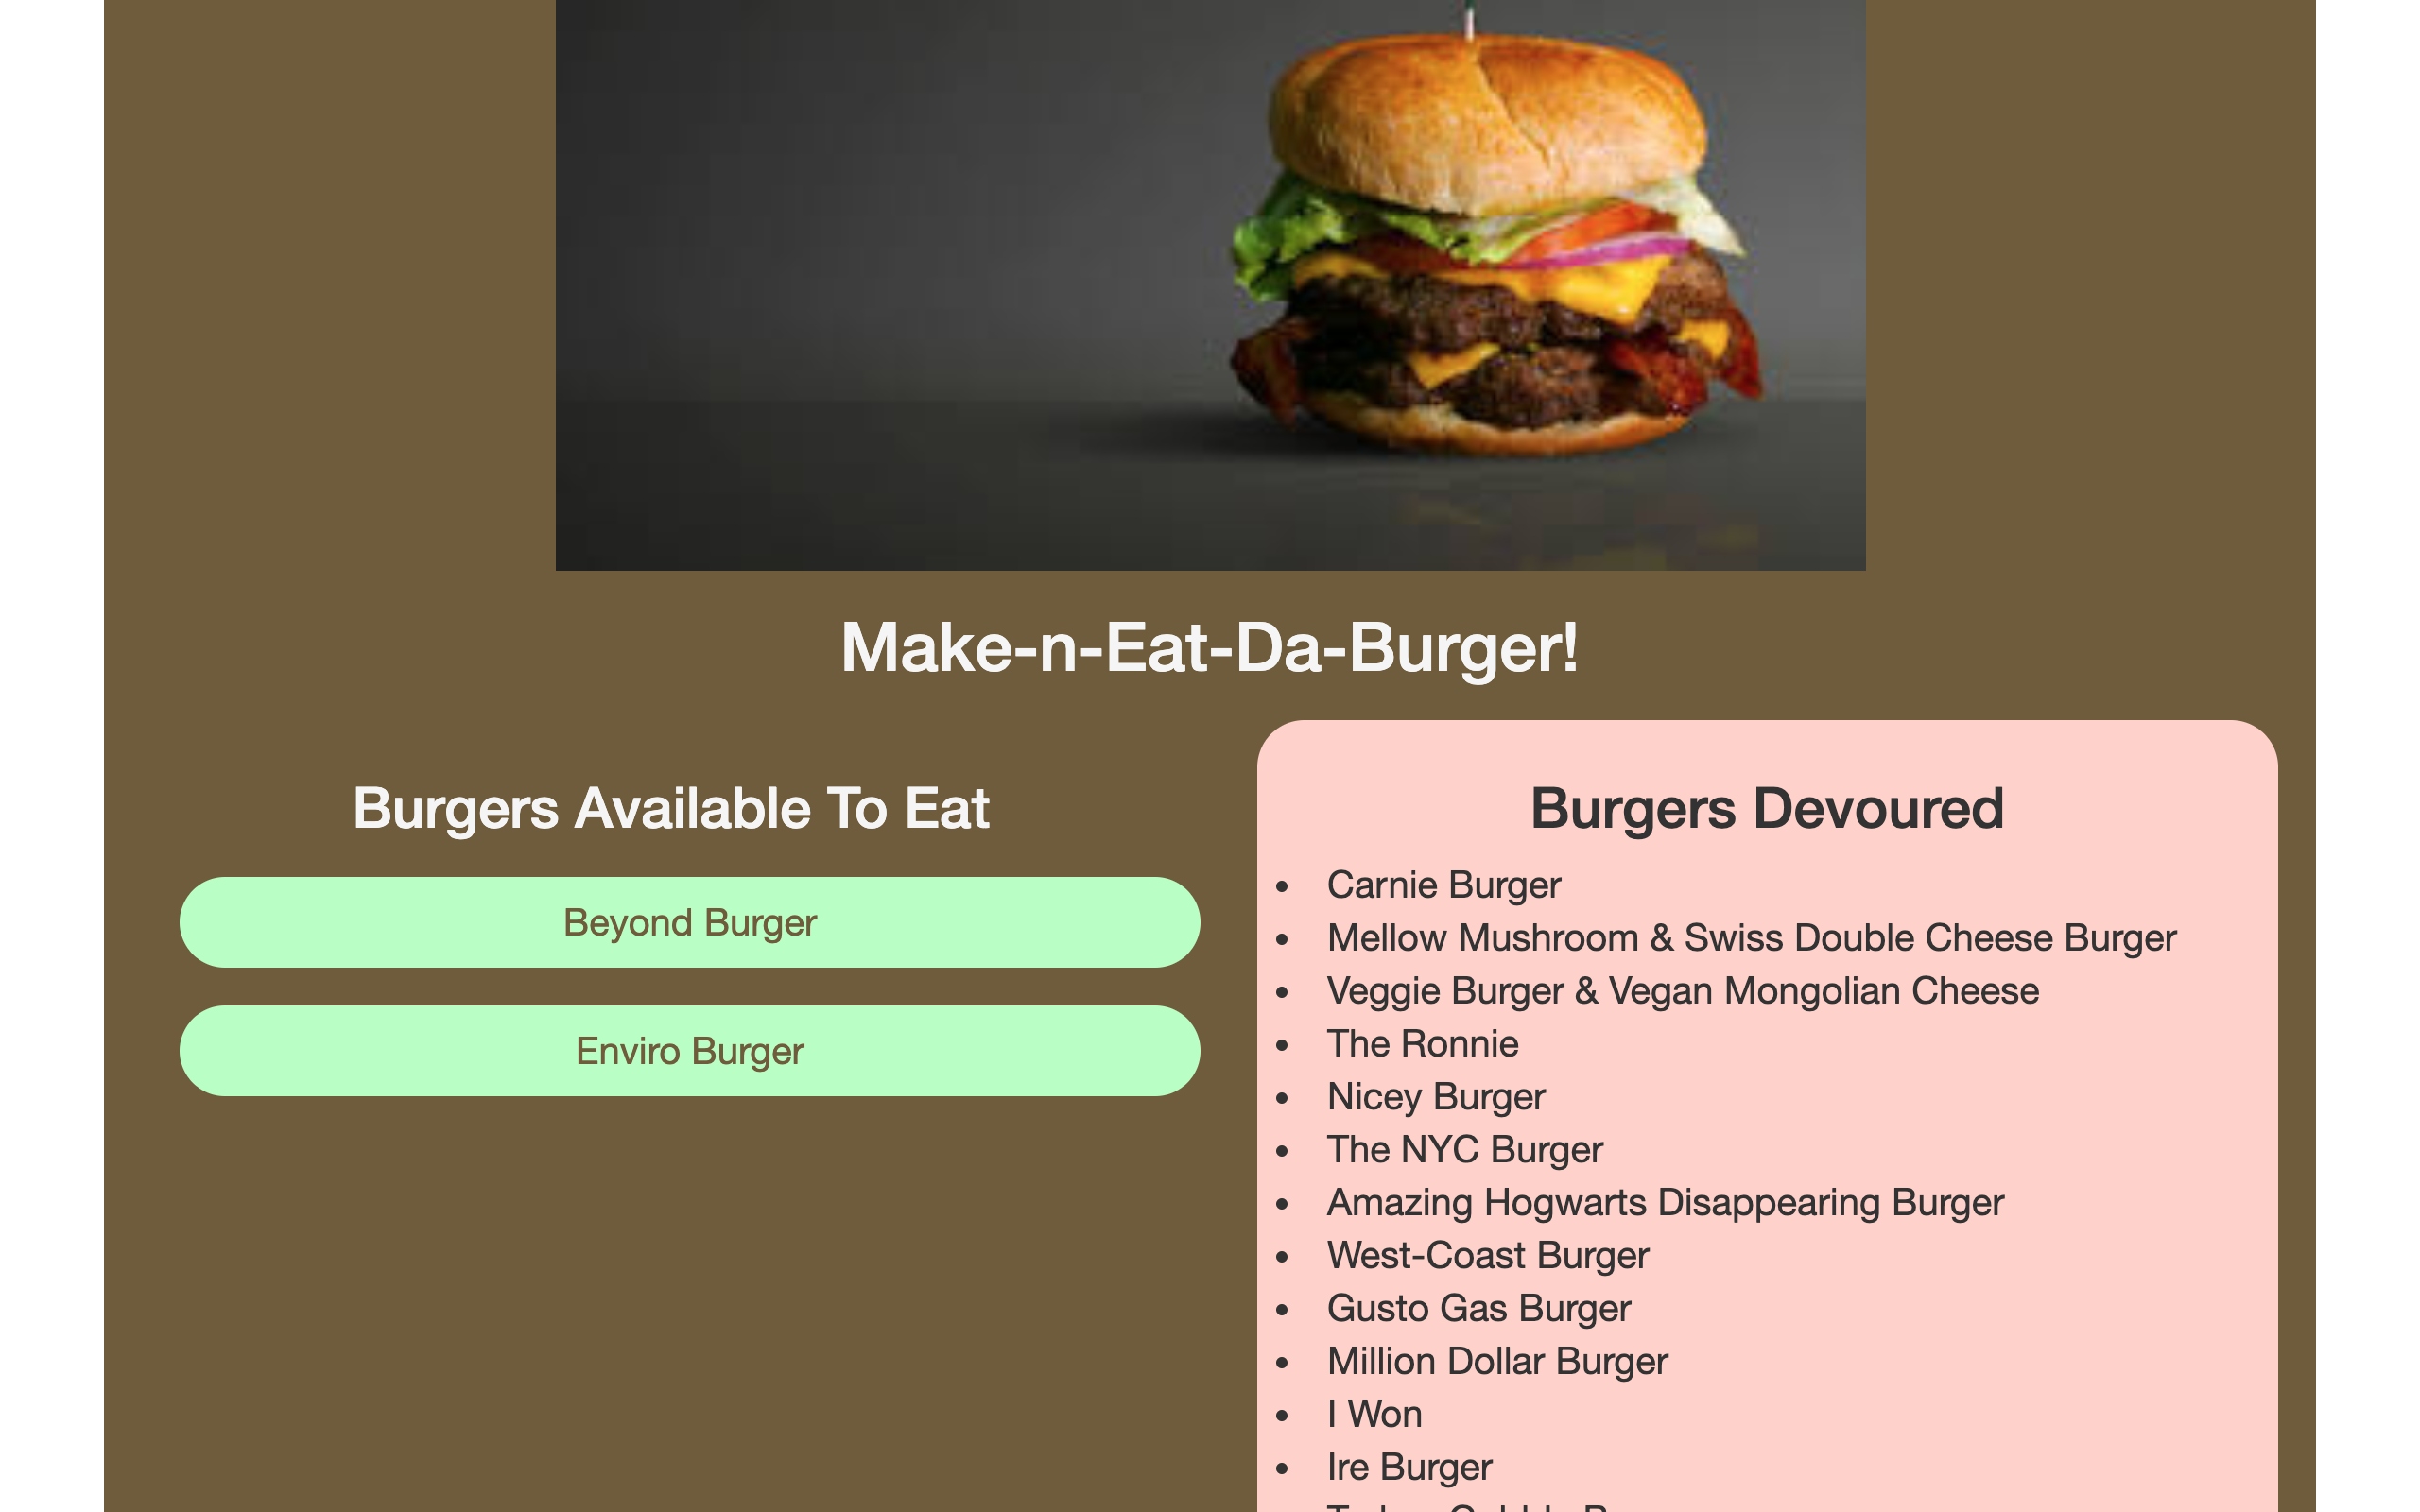 Make-n-Eat-Da-Burger!
Burgers Available To Eat
Beyond Burger
Enviro Burger
Burgers Devoured
• Carnie Burger
• Mellow Mushroom & Swiss Double Cheese Burger
• Veggie Burger & Vegan Mongolian Cheese
• The Ronnie
• Nicey Burger
• The NYC Burger
• Amazing Hogwarts Disappearing Burger
• West-Coast Burger
• Gusto Gas Burger
• Million Dollar Burger
• I Won
• Ire Burger